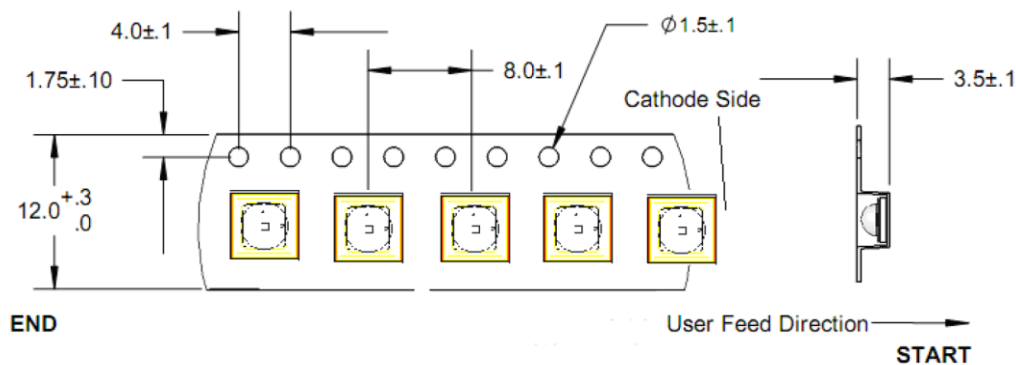 4.0±.1
Ø1.5±.1
8.0±.1
1.75±.10
3.5±.1
Cathode Side
12.0 +.3
.0
END
User Feed Direction
START